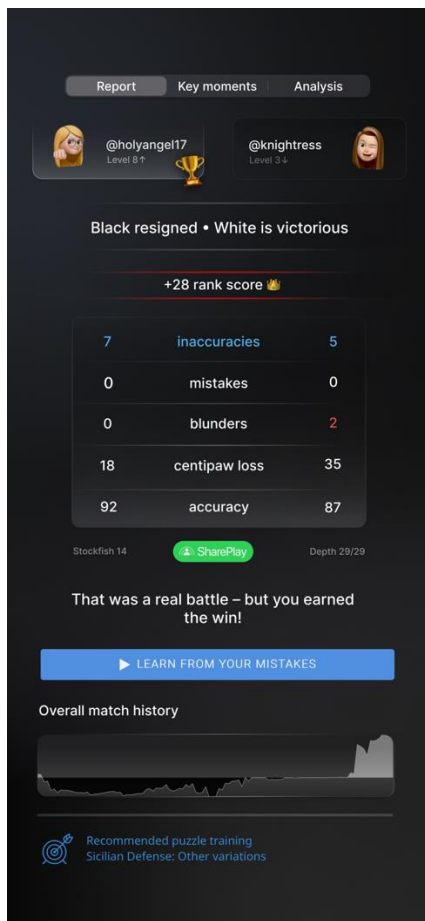 Report Key moments Analysis
@holyangel17 @knightress
Level 8↑ Level 3↓
Black resigned • White is victorious
+28 rank score
7 inaccuracies 5
0 mistakes 0
0 blunders 2
18 centipaw loss 35
92 accuracy 87
Stockfish 14 SharePlay Depth 29/29
That was a real battle – but you earned
the win!
LEARN FROM YOUR MISTAKES
Overall match history
Recommended puzzle training
Sicilian Defense: Other variations